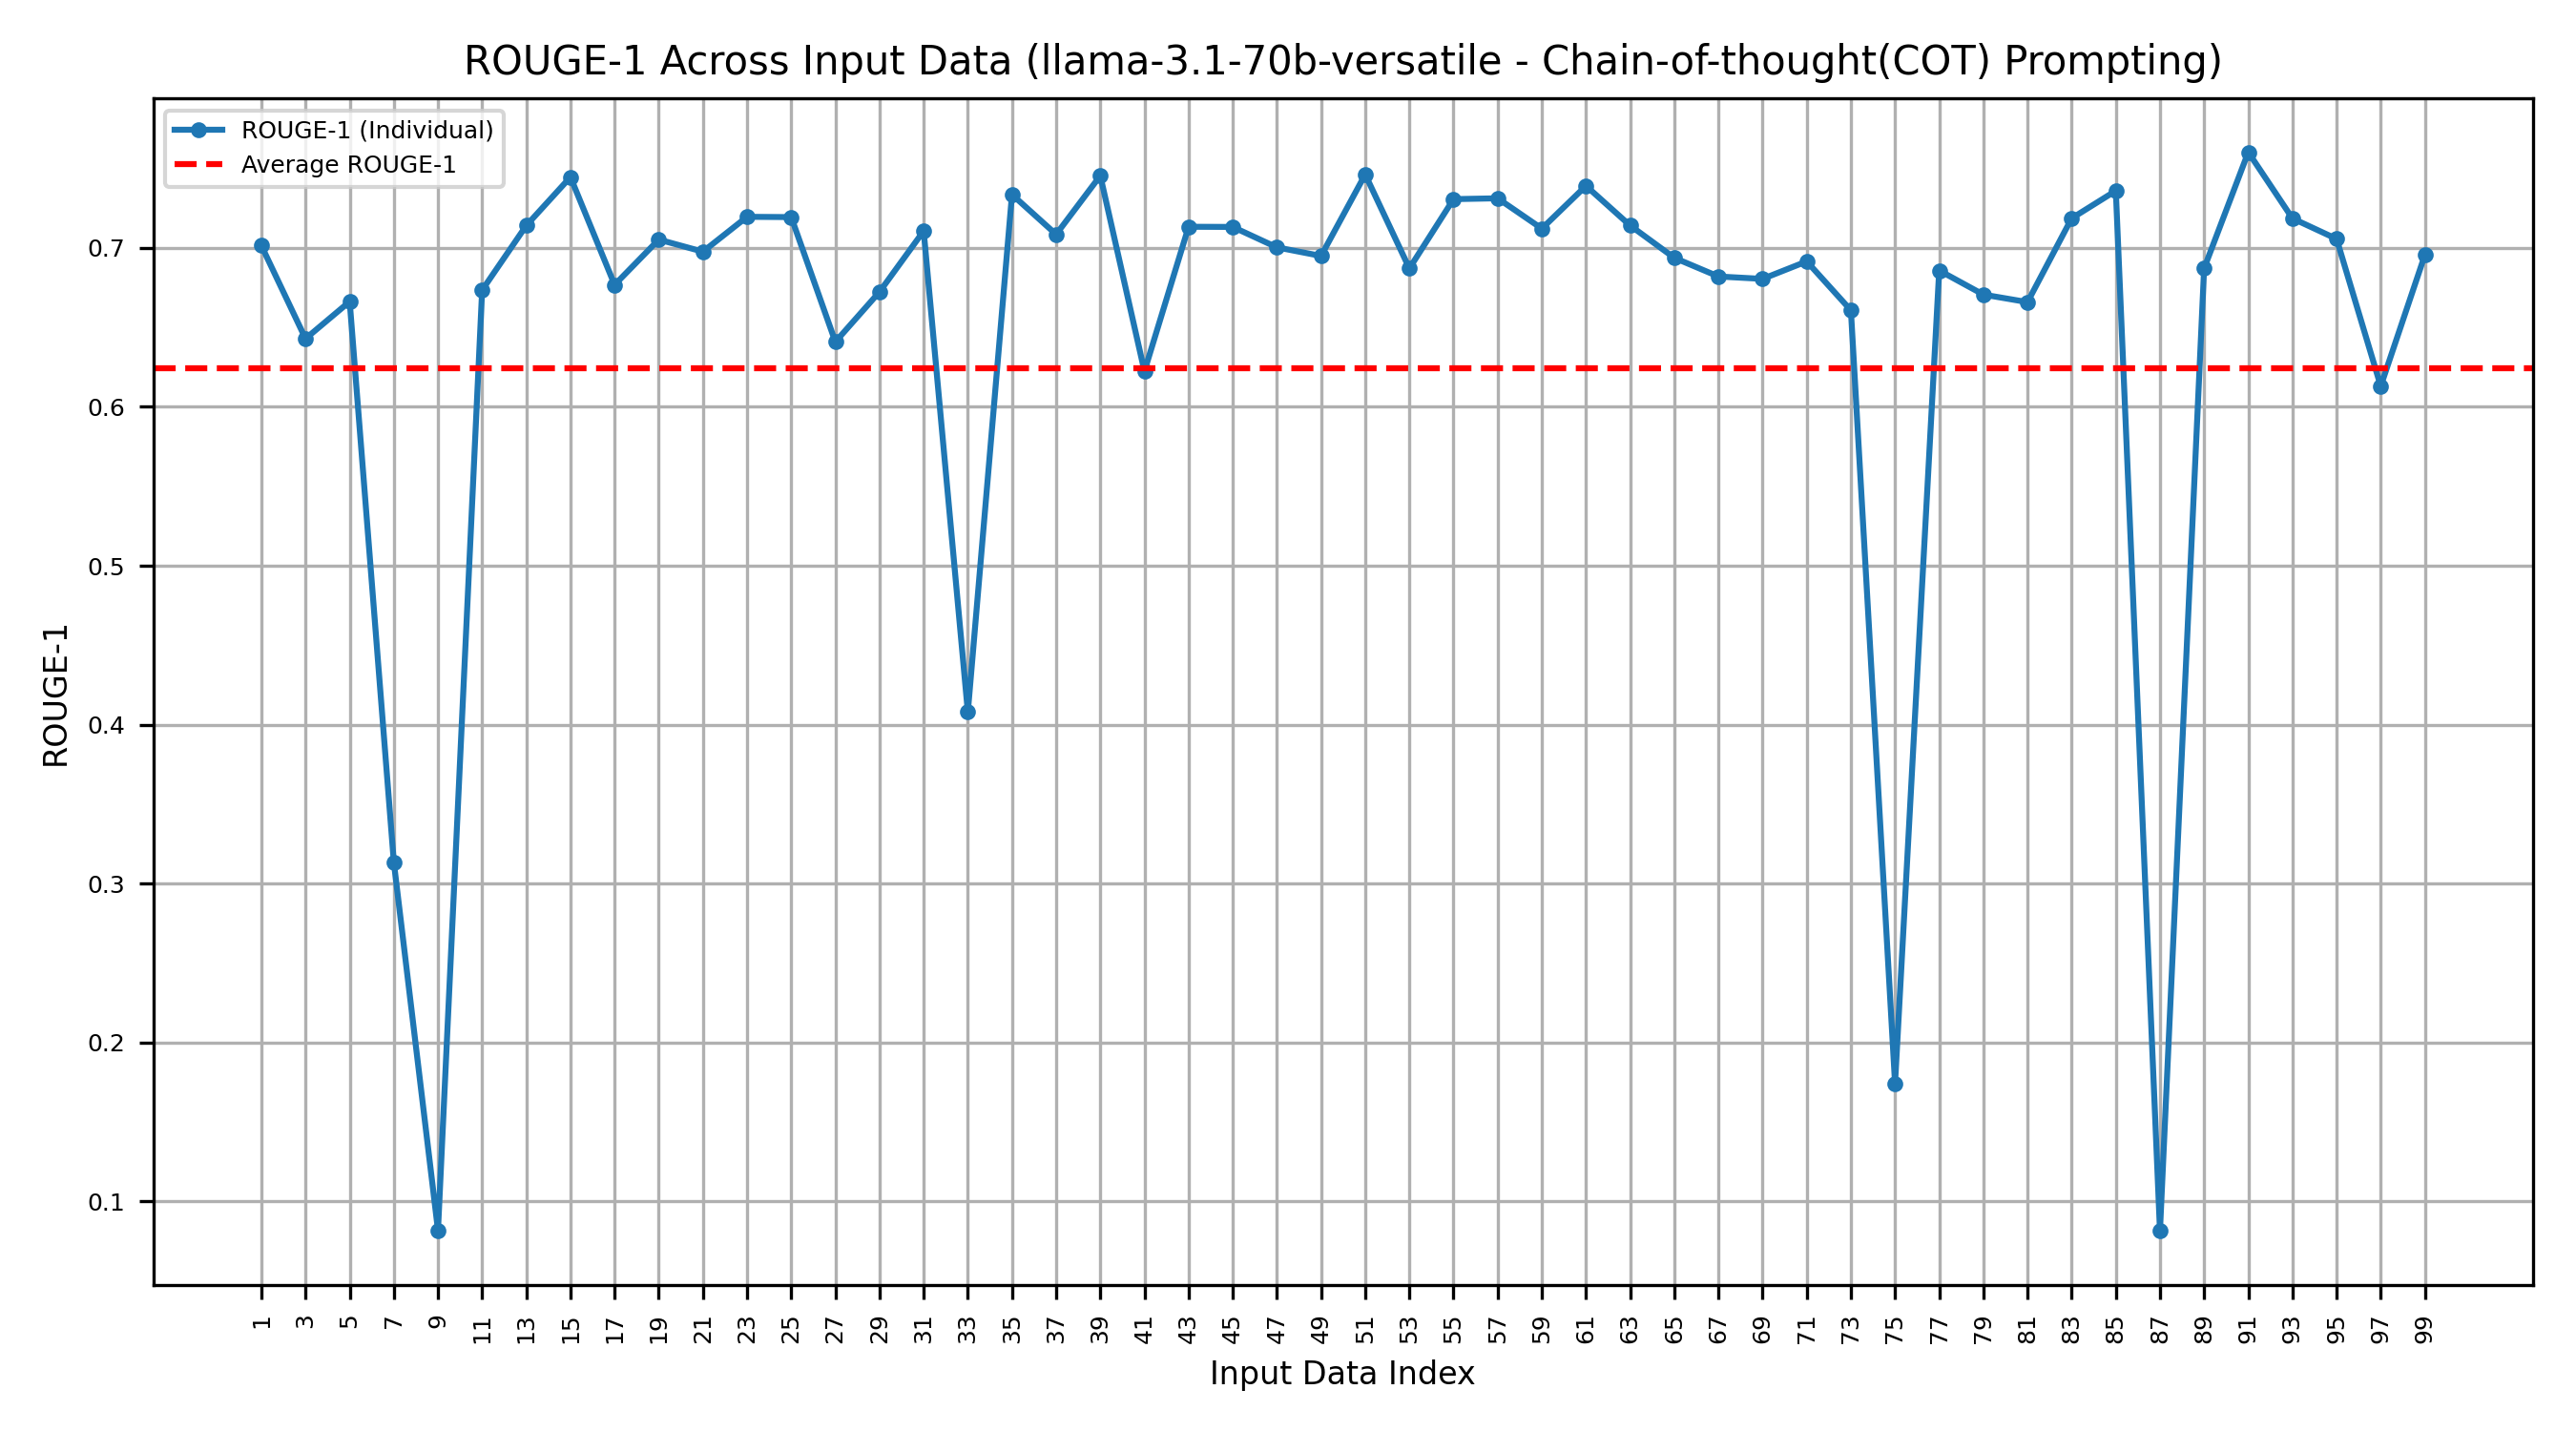 ROUGE-1 Across Input Data (llama-3.1-70b-versatile - Chain-of-thought(COT) Prompting)
ROUGE-1 (Individual)
Average ROUGE-1
0.7
0.6
0.5
0.4
0.3
0.2
0.1
ROUGE-1
1 3 5 7 9 11 13 15 17 19 21 23 25 27 29 31 33 35 37 39 41 43 45 47 49 51 53 55 57 59 61 63 65 67 69 71 73 75 77 79 81 83 85 87 89 91 93 95 97 99
Input Data Index